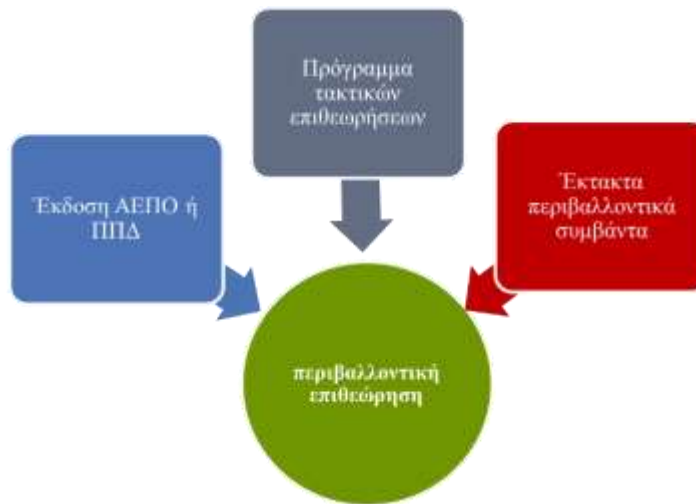 Πρόγραμμα
τακτικών
επιθεωρήσεων
Έκδοση ΑΕΠΟ ή
ΠΠΔ
Έκτακτα
περιβαλλοντικά
συμβάντα
περιβαλλοντική
επιθεώρηση